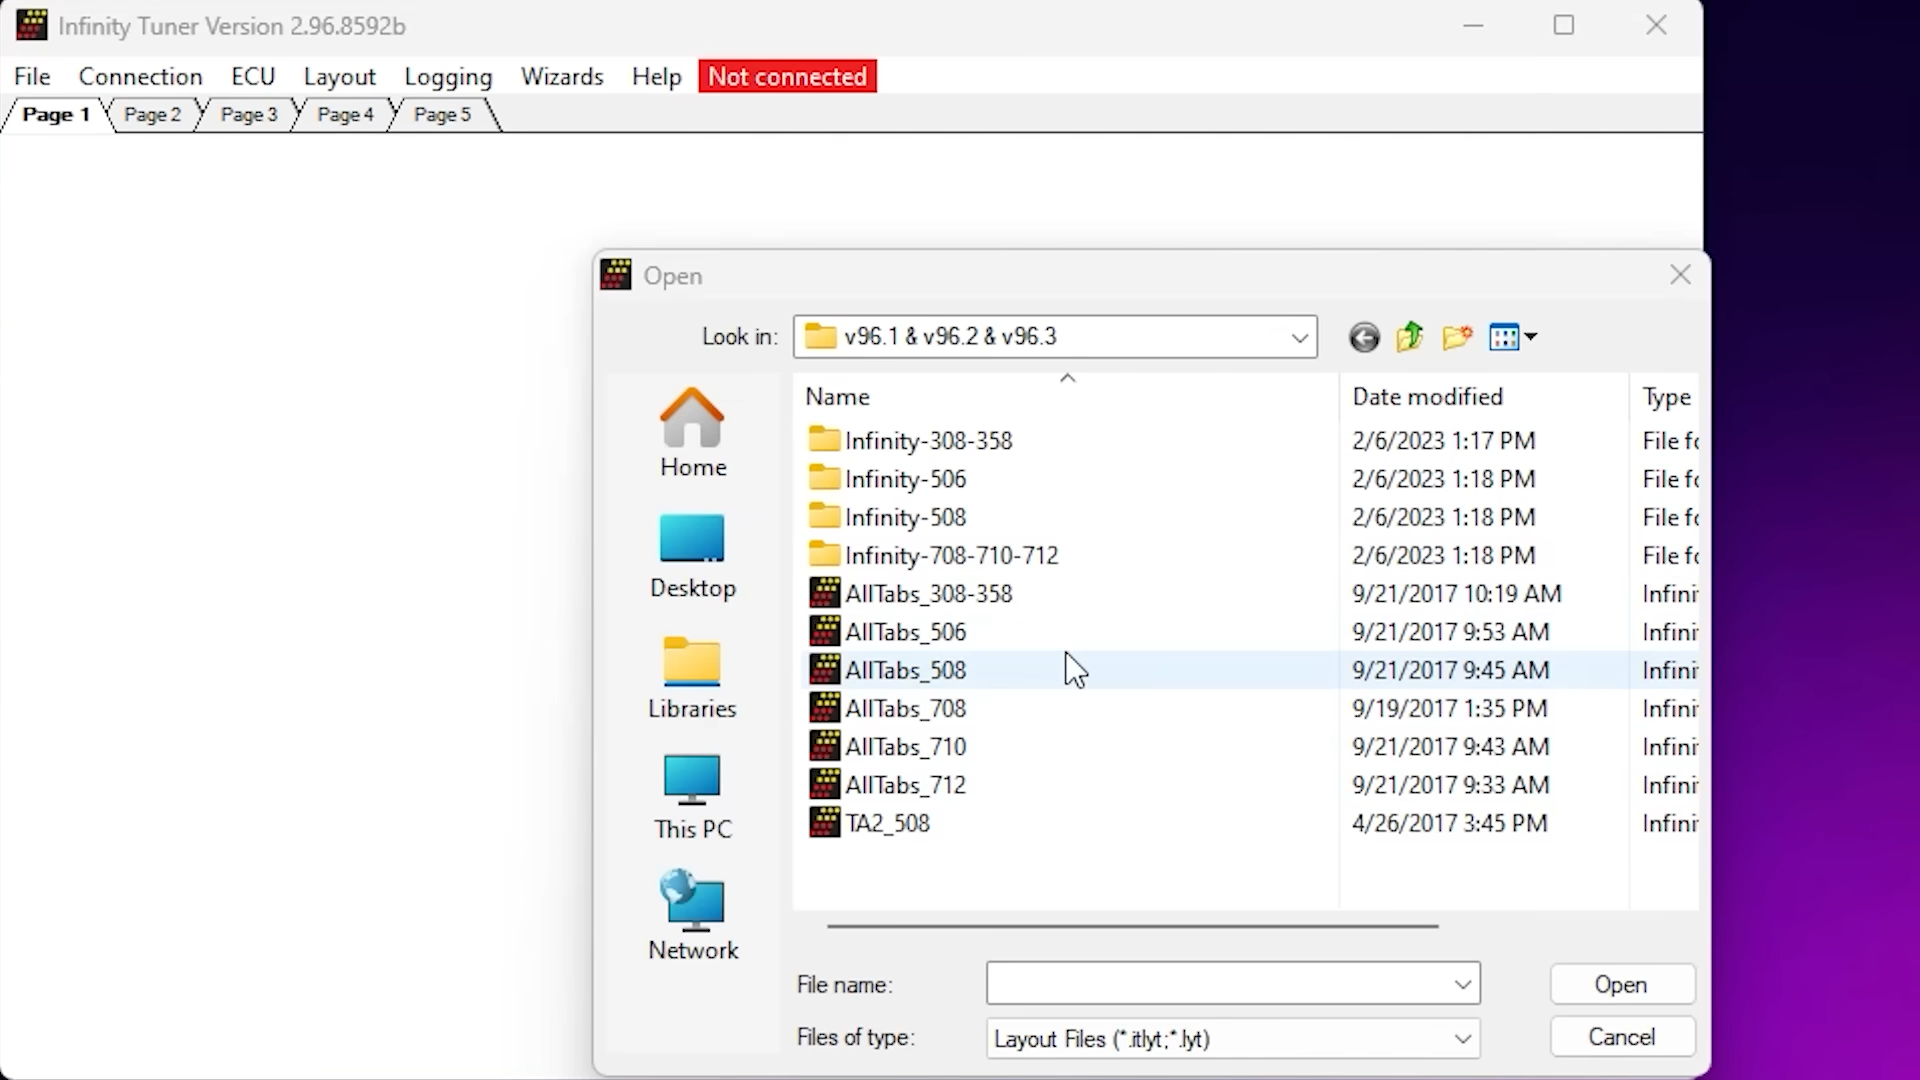 Infinity Tuner Version 2.96.8592b
File Connection ECU Layout Logging Wizards Help Not connected
Page 1 Page 2 Page 3 Page 4 Page 5
Open
Look in: v96.1 & v96.2 & v96.3
Name Date modified Type
Infinity-308-358 2/6/2023 1:17 PM File fo
Infinity-506 2/6/2023 1:18 PM File fo
Infinity-508 2/6/2023 1:18 PM File fo
Infinity-708-710-712 2/6/2023 1:18 PM File fo
AllTabs_308-358 9/21/2017 10:19 AM Infini
AllTabs_506 9/21/2017 9:53 AM Infini
AllTabs_508 9/21/2017 9:45 AM Infini
AllTabs_708 9/19/2017 1:35 PM Infini
AllTabs_710 9/21/2017 9:43 AM Infini
AllTabs_712 9/21/2017 9:33 AM Infini
TA2_508 4/26/2017 3:45 PM Infini
Home
Desktop
Libraries
This PC
Network
File name: Open
Files of type: Layout Files (*.itlyt;*.lyt) Cancel